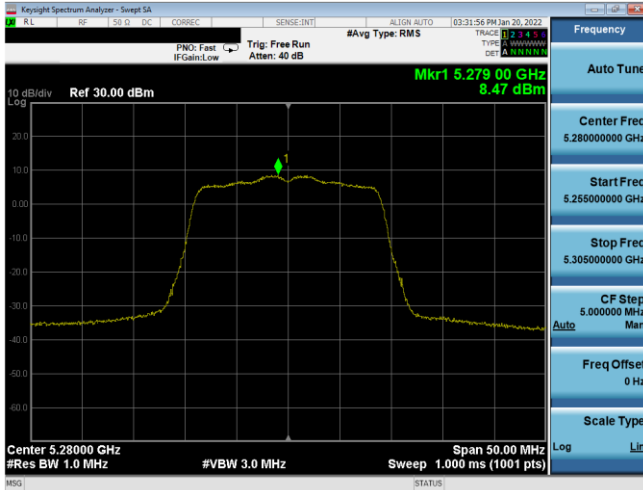 Keysight Spectrum Analyzer - Swept SA
RL RF 50 Ω DC CORREC SENSE:INT ALIGN AUTO 03:31:56 PM Jan 20, 2022
#Avg Type: RMS TRACE 1 2 3 4 5 6
PNO: Fast Trig: Free Run TYPE A WWWWW
IFGain:Low Atten: 40 dB DET A NNNNN
Mkr1 5.279 00 GHz
10 dB/div Ref 30.00 dBm 8.47 dBm
Log
20.0
1
10.0
0.00
-10.0
-20.0
-30.0
-40.0
-50.0
-60.0
Center 5.28000 GHz Span 50.00 MHz
#Res BW 1.0 MHz #VBW 3.0 MHz Sweep 1.000 ms (1001 pts)
MSG STATUS
Frequency
Auto Tune
Center Freq
5.280000000 GHz
Start Freq
5.255000000 GHz
Stop Freq
5.305000000 GHz
CF Step
5.000000 MHz
Auto Man
Freq Offset
0 Hz
Scale Type
Log Lin